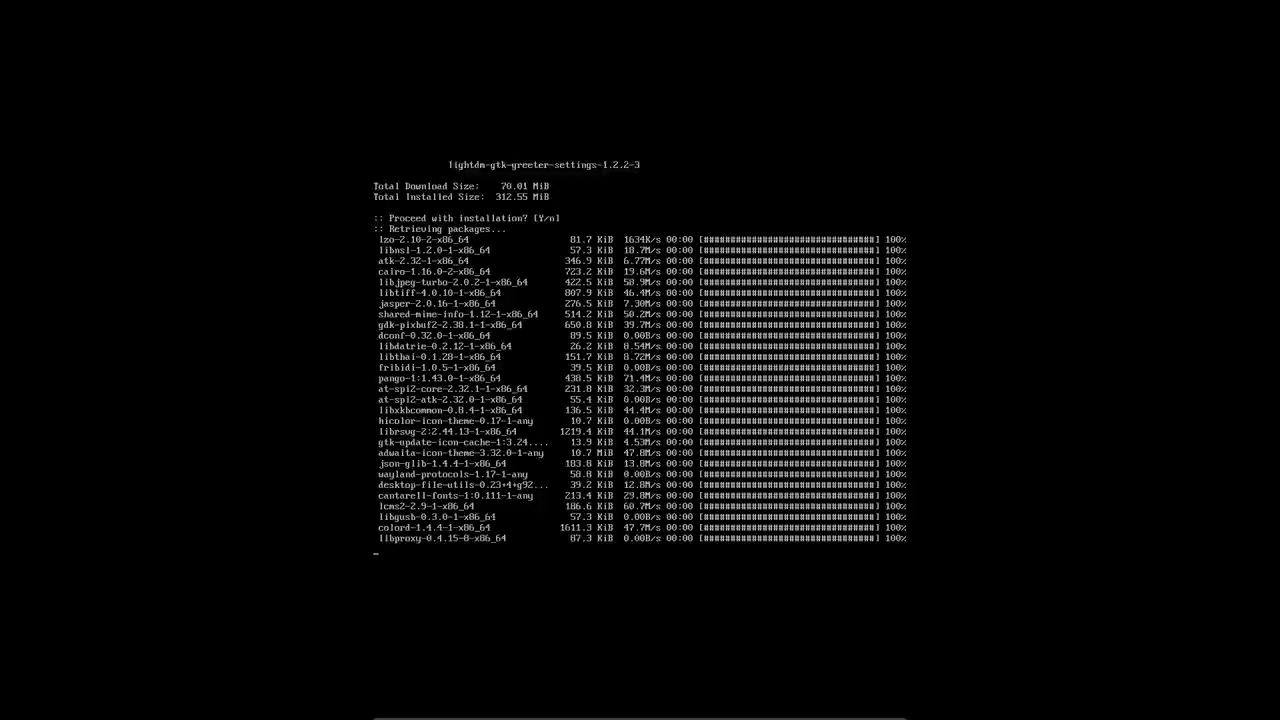 lightdm-gtk-greeter-settings-1.2.2-3
Total Download Size:    70.01 MiB
Total Installed Size:  312.55 MiB
:: Proceed with installation? [Y/n]
:: Retrieving packages...
lzo-2.10-2-x86_64 81.7 KiB 1634K/s 00:00 [################################] 100%
libnsl-1.2.0-1-x86_64 57.3 KiB 18.7M/s 00:00 [################################] 100%
atk-2.32-1-x86_64 346.9 KiB 6.77M/s 00:00 [################################] 100%
cairo-1.16.0-2-x86_64 723.2 KiB 19.6M/s 00:00 [################################] 100%
libjpeg-turbo-2.0.2-1-x86_64 422.5 KiB 58.9M/s 00:00 [################################] 100%
libtiff-4.0.10-1-x86_64 807.9 KiB 46.4M/s 00:00 [################################] 100%
jasper-2.0.16-1-x86_64 276.5 KiB 7.30M/s 00:00 [################################] 100%
shared-mime-info-1.12-1-x86_64 514.2 KiB 50.2M/s 00:00 [################################] 100%
gdk-pixbuf2-2.38.1-1-x86_64 650.8 KiB 39.7M/s 00:00 [################################] 100%
dconf-0.32.0-1-x86_64 89.5 KiB 0.00B/s 00:00 [################################] 100%
libdatrie-0.2.12-1-x86_64 26.2 KiB 8.54M/s 00:00 [################################] 100%
libthai-0.1.28-1-x86_64 151.7 KiB 8.72M/s 00:00 [################################] 100%
fribidi-1.0.5-1-x86_64 39.5 KiB 0.00B/s 00:00 [################################] 100%
pango-1:1.43.0-1-x86_64 438.5 KiB 71.4M/s 00:00 [################################] 100%
at-spi2-core-2.32.1-1-x86_64 231.8 KiB 32.3M/s 00:00 [################################] 100%
at-spi2-atk-2.32.0-1-x86_64 55.4 KiB 0.00B/s 00:00 [################################] 100%
libxkbcommon-0.8.4-1-x86_64 136.5 KiB 44.4M/s 00:00 [################################] 100%
hicolor-icon-theme-0.17-1-any 10.7 KiB 0.00B/s 00:00 [################################] 100%
librsvg-2:2.44.13-1-x86_64 1219.4 KiB 44.1M/s 00:00 [################################] 100%
gtk-update-icon-cache-1:3.24.... 13.9 KiB 4.53M/s 00:00 [################################] 100%
adwaita-icon-theme-3.32.0-1-any 10.7 MiB 47.8M/s 00:00 [################################] 100%
json-glib-1.4.4-1-x86_64 183.8 KiB 13.8M/s 00:00 [################################] 100%
wayland-protocols-1.17-1-any 58.8 KiB 0.00B/s 00:00 [################################] 100%
desktop-file-utils-0.23+4+g92... 39.2 KiB 12.8M/s 00:00 [################################] 100%
cantarell-fonts-1:0.111-1-any 213.4 KiB 29.8M/s 00:00 [################################] 100%
lcms2-2.9-1-x86_64 186.6 KiB 60.7M/s 00:00 [################################] 100%
libgusb-0.3.0-1-x86_64 57.3 KiB 0.00B/s 00:00 [################################] 100%
colord-1.4.4-1-x86_64 1611.3 KiB 47.7M/s 00:00 [################################] 100%
libproxy-0.4.15-8-x86_64 87.3 KiB 0.00B/s 00:00 [################################] 100%